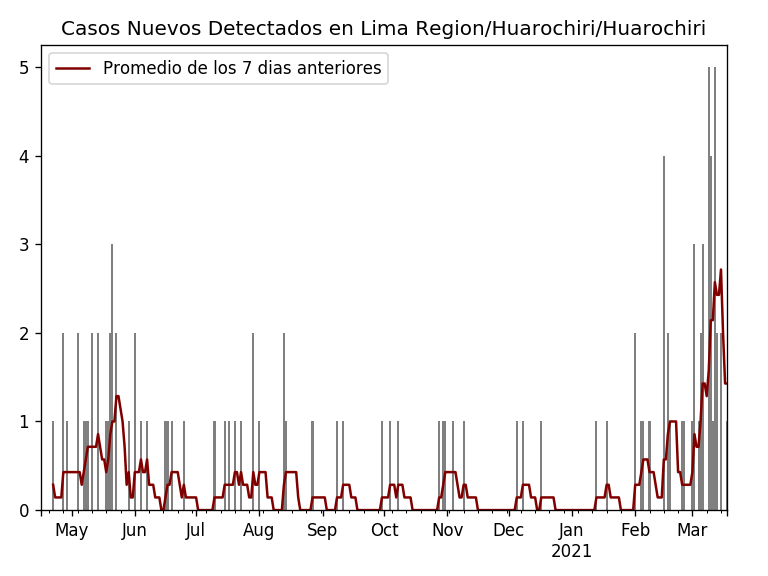 Casos Nuevos Detectados en Lima Region/Huarochiri/Huarochiri
Promedio de los 7 dias anteriores
5
4
3
2
1
0
May Jun Jul Aug Sep Oct Nov Dec Jan Feb Mar
2021